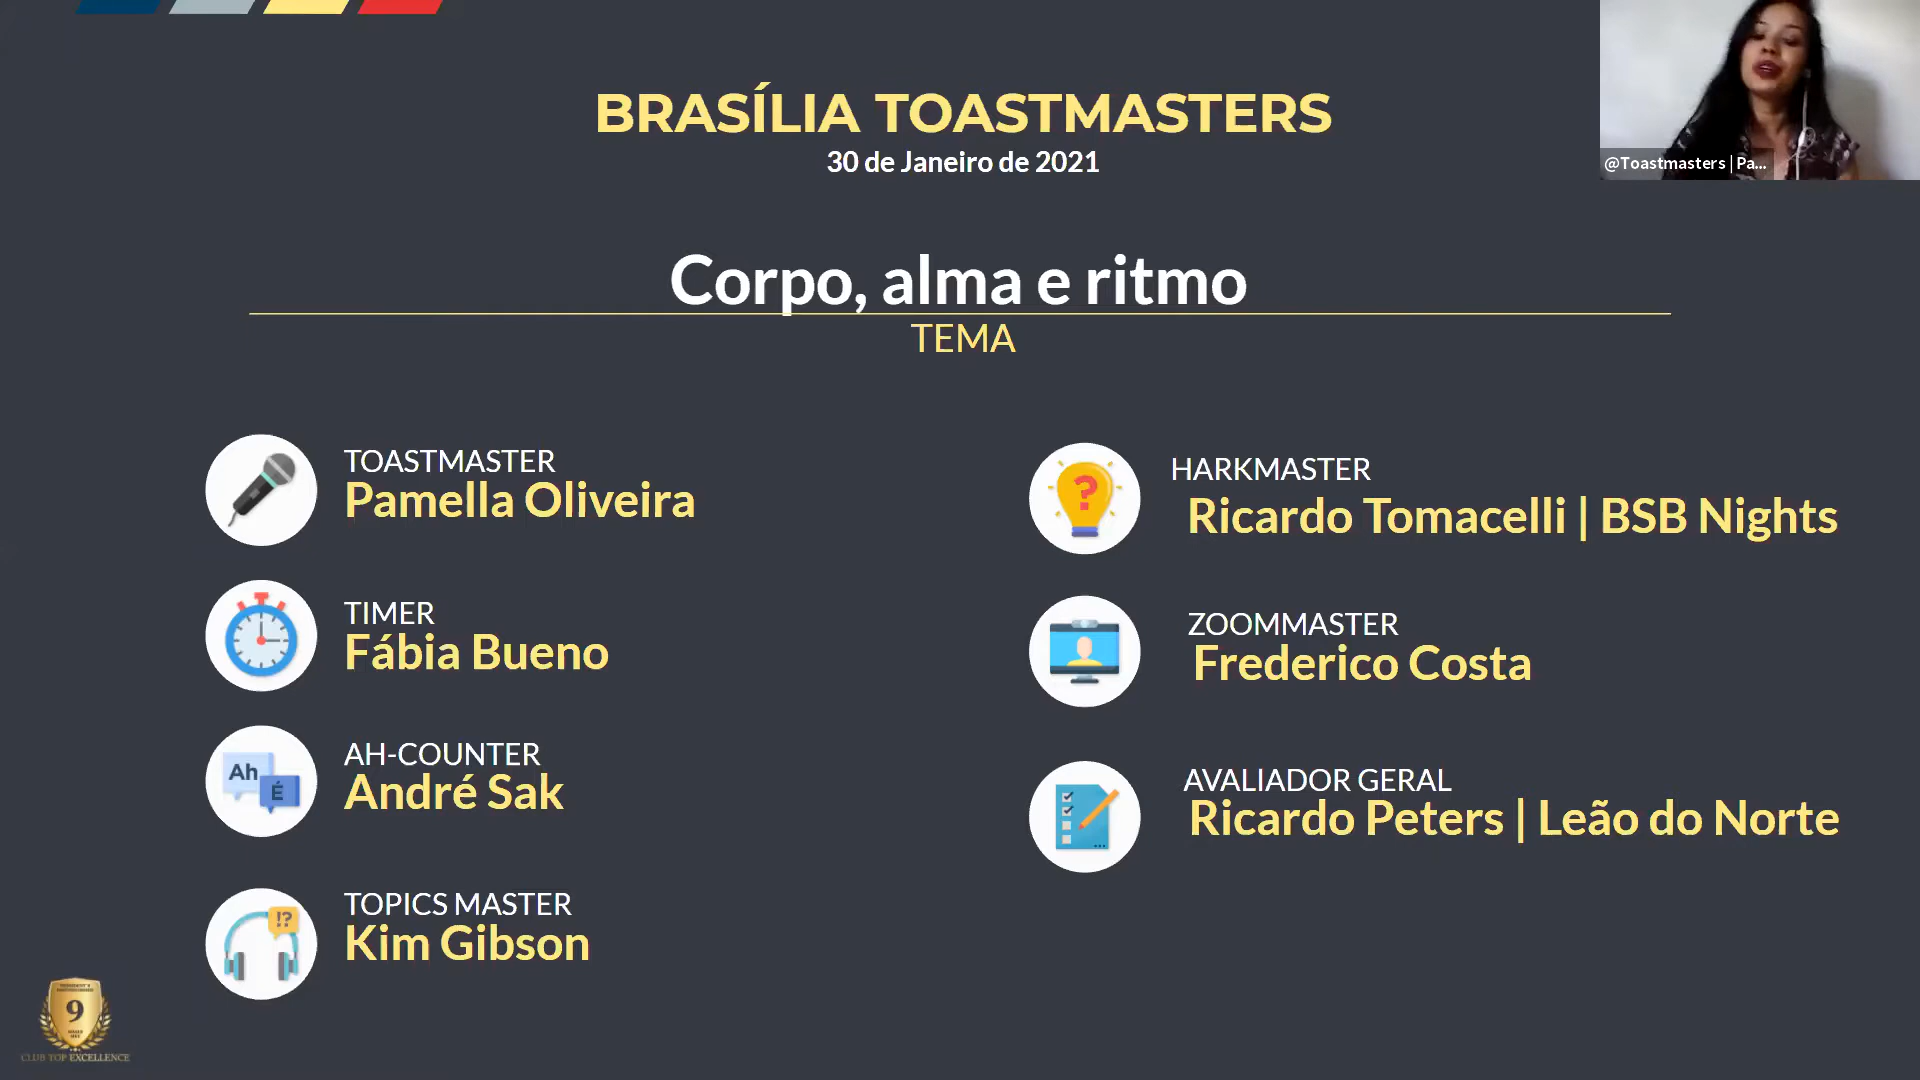 BRASÍLIA TOASTMASTERS
30 de Janeiro de 2021
@Toastmasters | Pa...
Corpo, alma e ritmo
TEMA
TOASTMASTER
Pamella Oliveira
TIMER
Fábia Bueno
Ah
É
AH-COUNTER
André Sak
!?
TOPICS MASTER
Kim Gibson
?
HARKMASTER
Ricardo Tomacelli | BSB Nights
ZOOMMASTER
Frederico Costa
AVALIADOR GERAL
Ricardo Peters | Leão do Norte
9
CLUB TOP EXCELLENCE